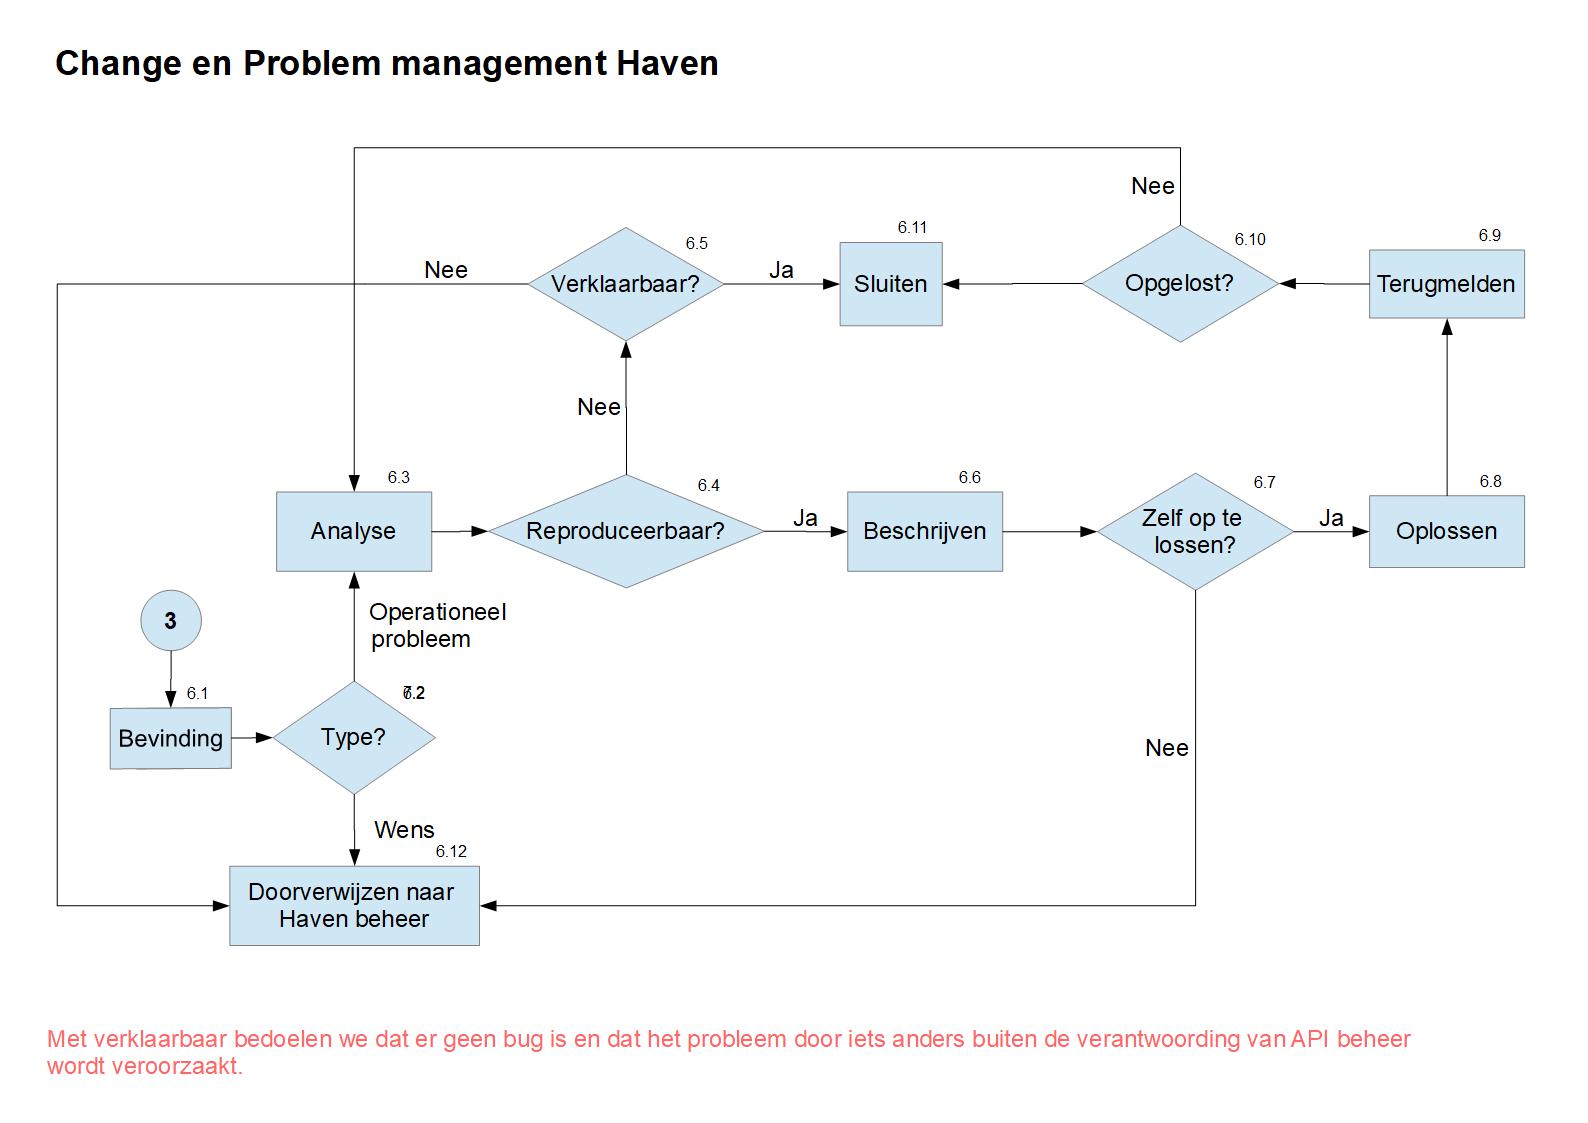 Change en Problem management Haven
Nee
6.5
6.11
6.10
6.9
Nee
Verklaarbaar?
Ja
Sluiten
Opgelost?
Terugmelden
Nee
6.3
6.4
6.6
6.7
6.8
Analyse
Reproduceerbaar?
Ja
Beschrijven
Zelf op te
lossen?
Ja
Oplossen
Operationeel
probleem
3
6.1
6.2
Bevinding
Type?
Nee
Wens
6.12
Doorverwijzen naar
Haven beheer
Met verklaarbaar bedoelen we dat er geen bug is en dat het probleem door iets anders buiten de verantwoording van API beheer
wordt veroorzaakt.